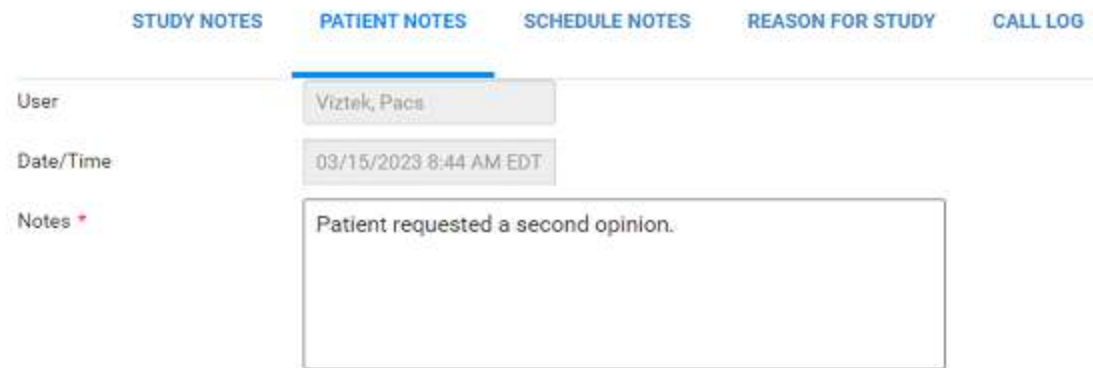 STUDY NOTES PATIENT NOTES SCHEDULE NOTES REASON FOR STUDY CALL LOG
User Viztek, Pacs
Date/Time 03/15/2023 8:44 AM EDT
Notes * Patient requested a second opinion.